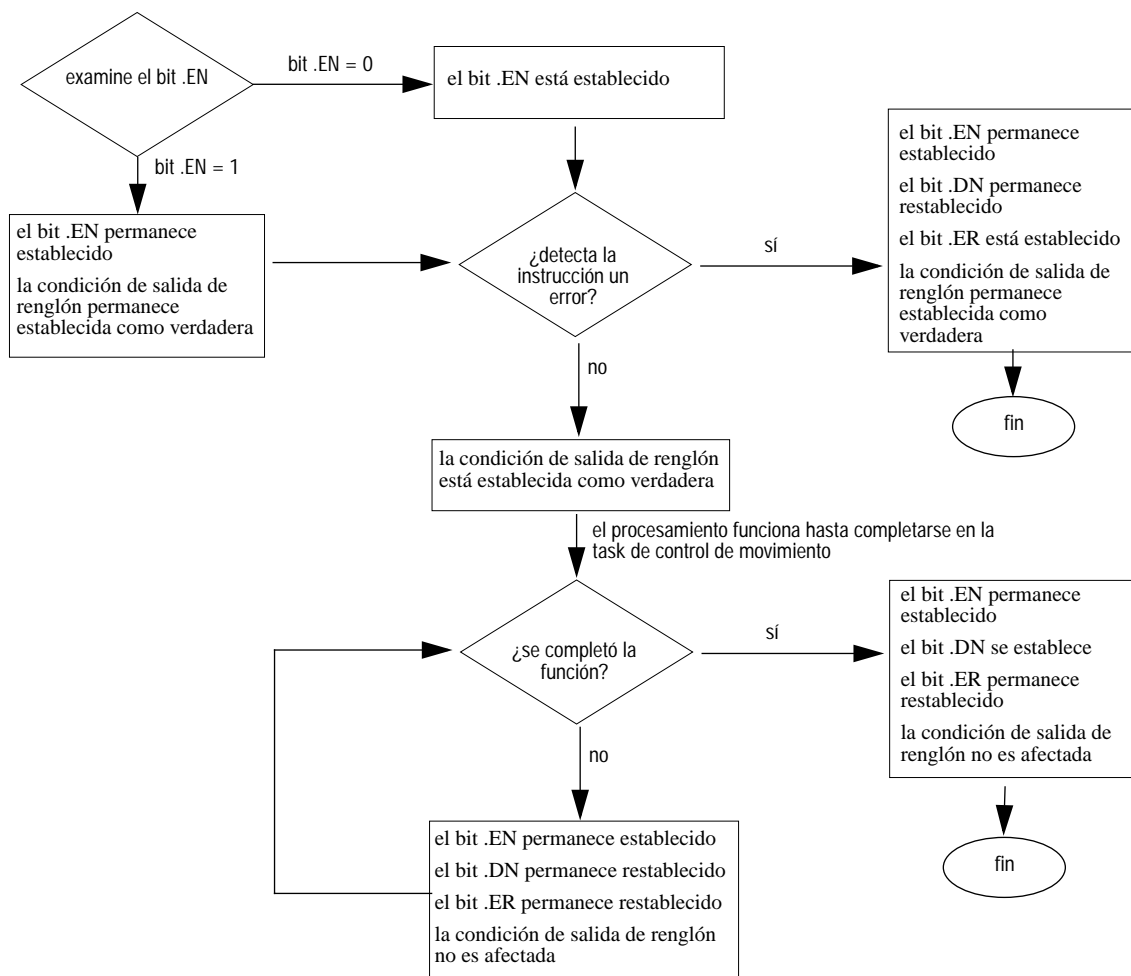 examine el bit .EN
bit .EN = 0
el bit .EN está establecido
bit .EN = 1
el bit .EN permanece
establecido
la condición de salida de
renglón permanece
establecida como verdadera
¿detecta la
instrucción un
error?
sí
el bit .EN permanece
establecido
el bit .DN permanece
restablecido
el bit .ER está establecido
la condición de salida de
renglón permanece
establecida como
verdadera
fin
no
la condición de salida de renglón
está establecida como verdadera
el procesamiento funciona hasta completarse en la
task de control de movimiento
¿se completó la
función?
sí
el bit .EN permanece
establecido
el bit .DN se establece
el bit .ER permanece
restablecido
la condición de salida de
renglón no es afectada
fin
no
el bit .EN permanece establecido
el bit .DN permanece restablecido
el bit .ER permanece restablecido
la condición de salida de renglón
no es afectada